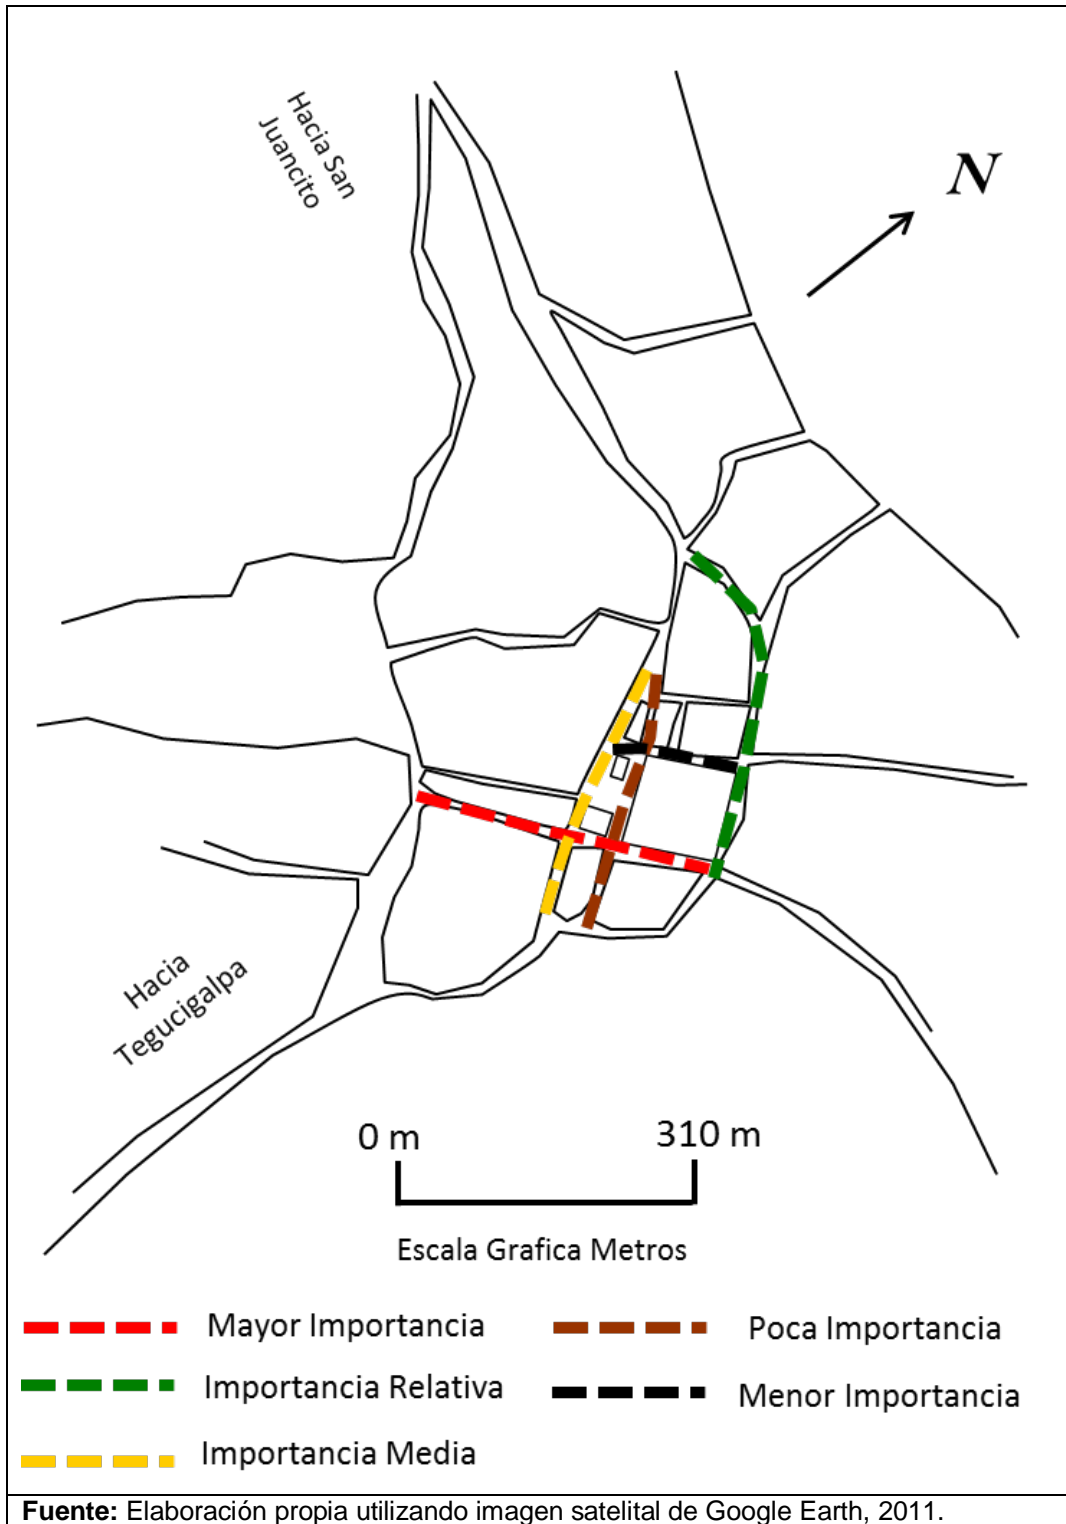 Hacia San
Juancito
N
Hacia
Tegucigalpa
0 m
310 m
Escala Grafica Metros
Mayor Importancia
Poca Importancia
Importancia Relativa
Menor Importancia
Importancia Media
Fuente: Elaboración propia utilizando imagen satelital de Google Earth, 2011.